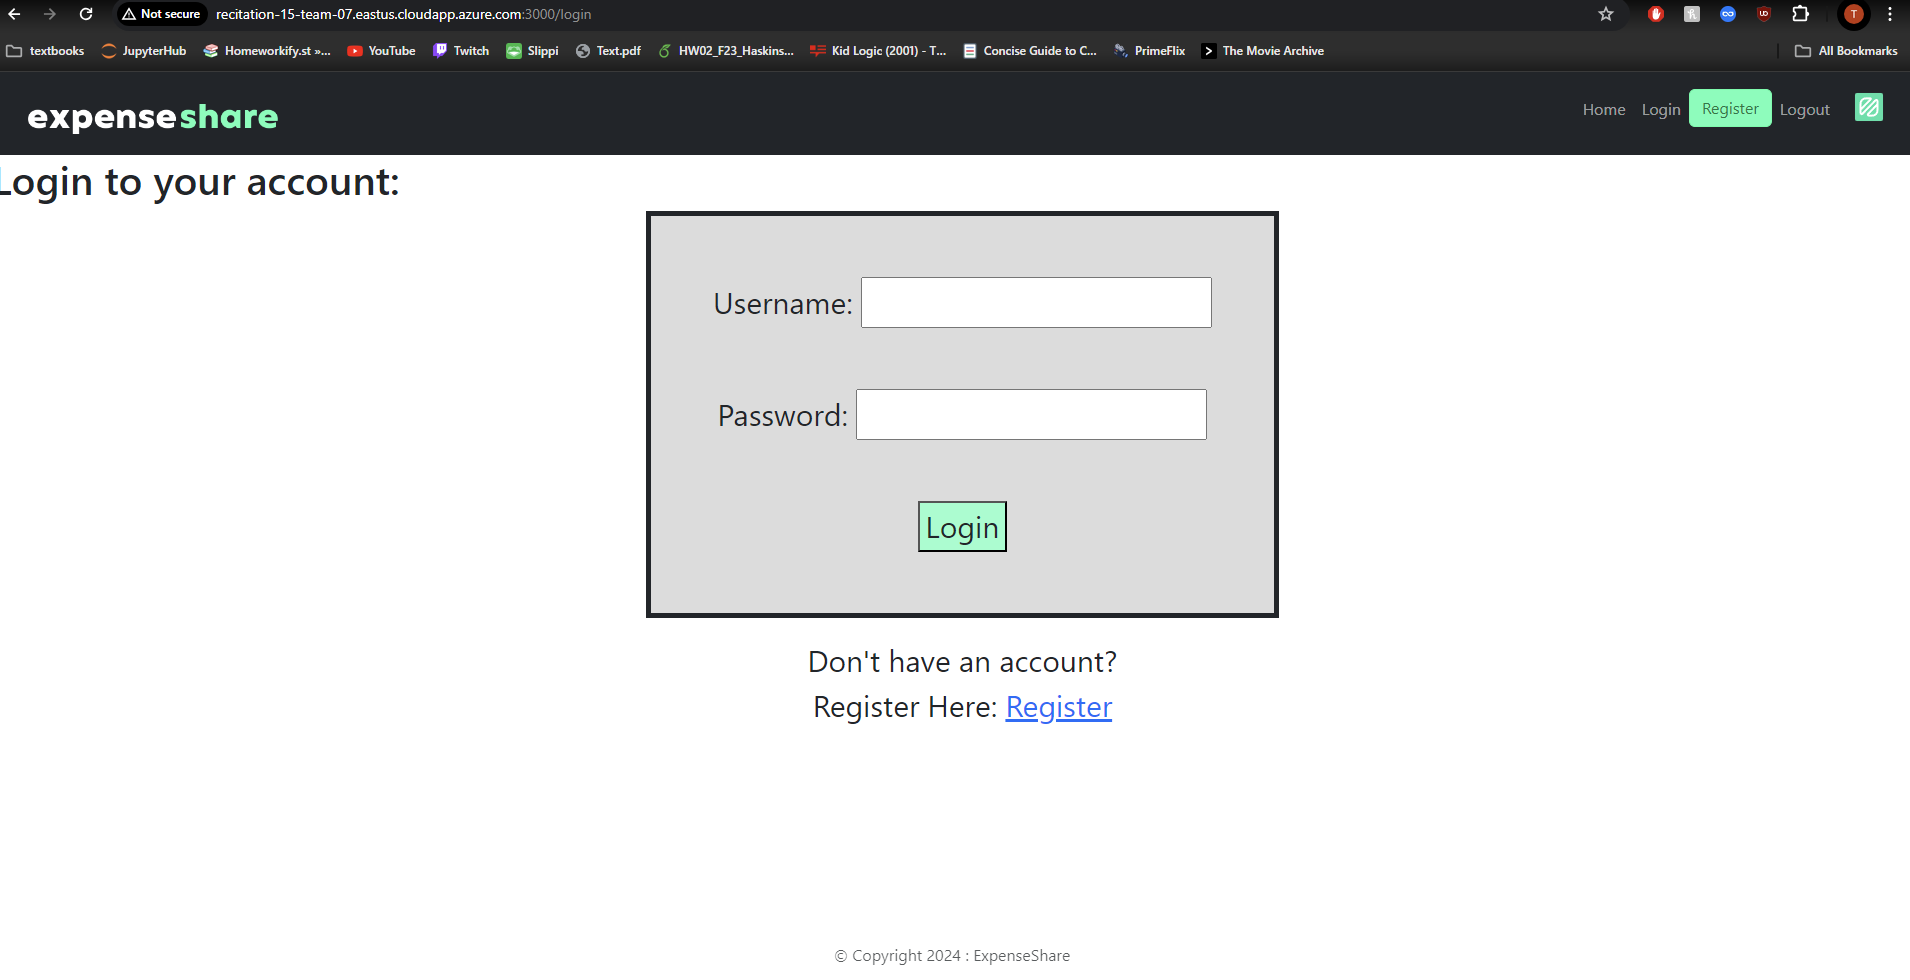 Not secure recitation-15-team-07.eastus.cloudapp.azure.com:3000/login
textbooks JupyterHub Homeworkify.st »... YouTube Twitch Slippi Text.pdf HW02_F23_Haskins... Kid Logic (2001) - T... Concise Guide to C... PrimeFlix The Movie Archive All Bookmarks
expenseshare Home Login Register Logout
Login to your account:
Username:
Password:
Login
Don't have an account?
Register Here: Register
© Copyright 2024 : ExpenseShare